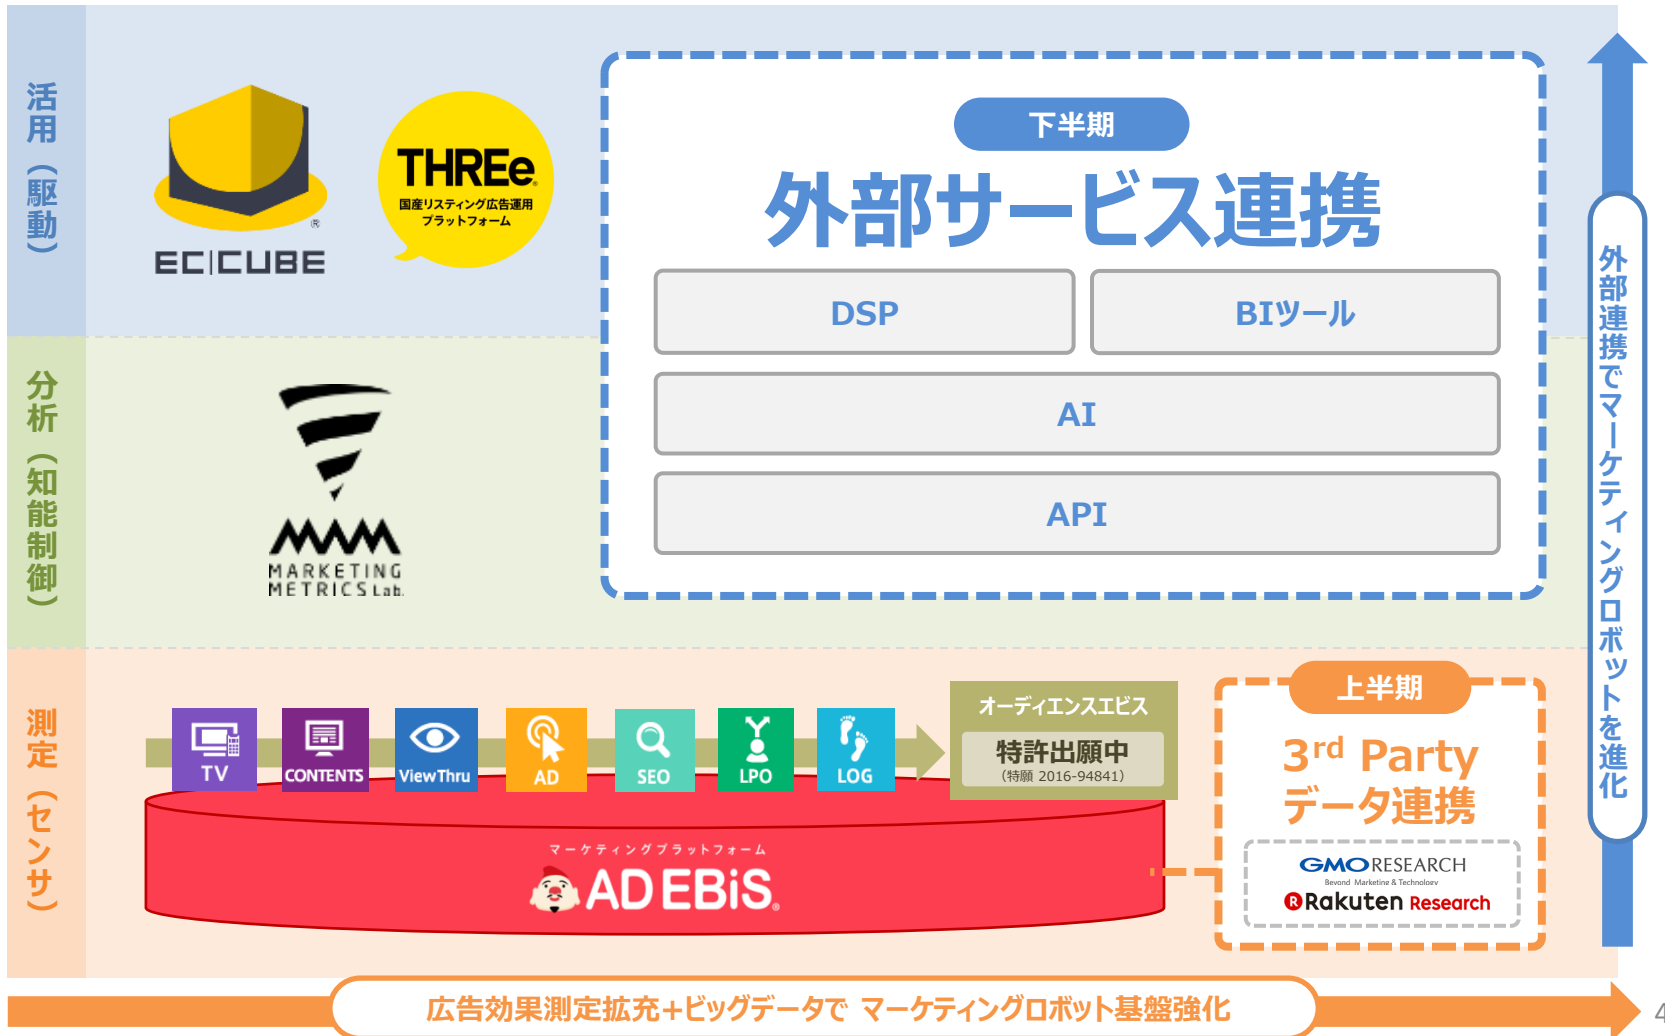 活用（駆動）
EC|CUBE
®
THREe
国産リスティング広告運用
プラットフォーム
下半期
外部サービス連携
DSP
BIツール
AI
API
分析（知能制御）
MARKETING
METRICS Lab.
測定（センサ）
TV
CONTENTS
ViewThru
AD
SEO
LPO
LOG
オーディエンスエビス
特許出願中
（特願 2016-94841）
マーケティングプラットフォーム
AD EBiS®
上半期
3rd Party
データ連携
GMO RESEARCH
Beyond Marketing & Technology
Rakuten Research
外部連携でマーケティングロボットを進化
広告効果測定拡充+ビッグデータで マーケティングロボット基盤強化
4